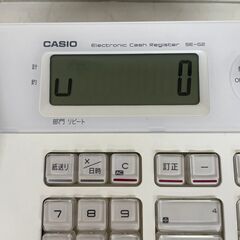 CASIO Electronic Cash Register SE-G2
計
釣
U 0
部門 リピート
紙送り ×/日時 C AC 訂正 −
7 8 9 4